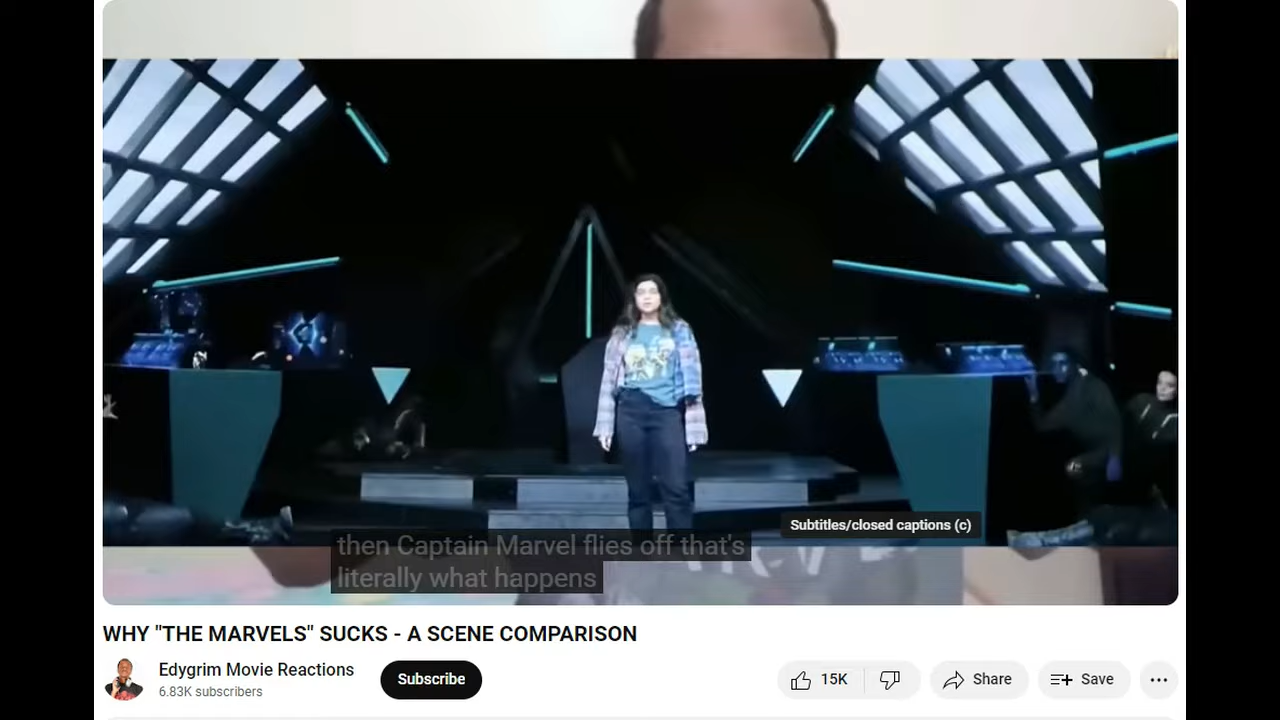 Subtitles/closed captions (c)
then Captain Marvel flies off that's
literally what happens
WHY "THE MARVELS" SUCKS - A SCENE COMPARISON
Edygrim Movie Reactions
6.83K subscribers
Subscribe
15K
Share
Save